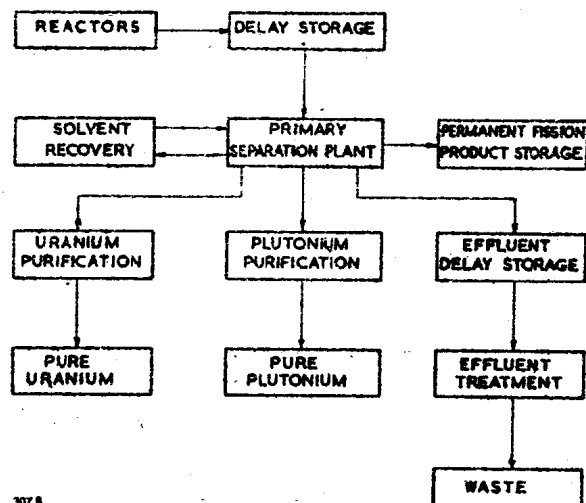 REACTORS
DELAY STORAGE
SOLVENT
RECOVERY
PRIMARY
SEPARATION PLANT
PERMANENT FISSION
PRODUCT STORAGE
URANIUM
PURIFICATION
PLUTONIUM
PURIFICATION
EFFLUENT
DELAY STORAGE
PURE
URANIUM
PURE
PLUTONIUM
EFFLUENT
TREATMENT
WASTE